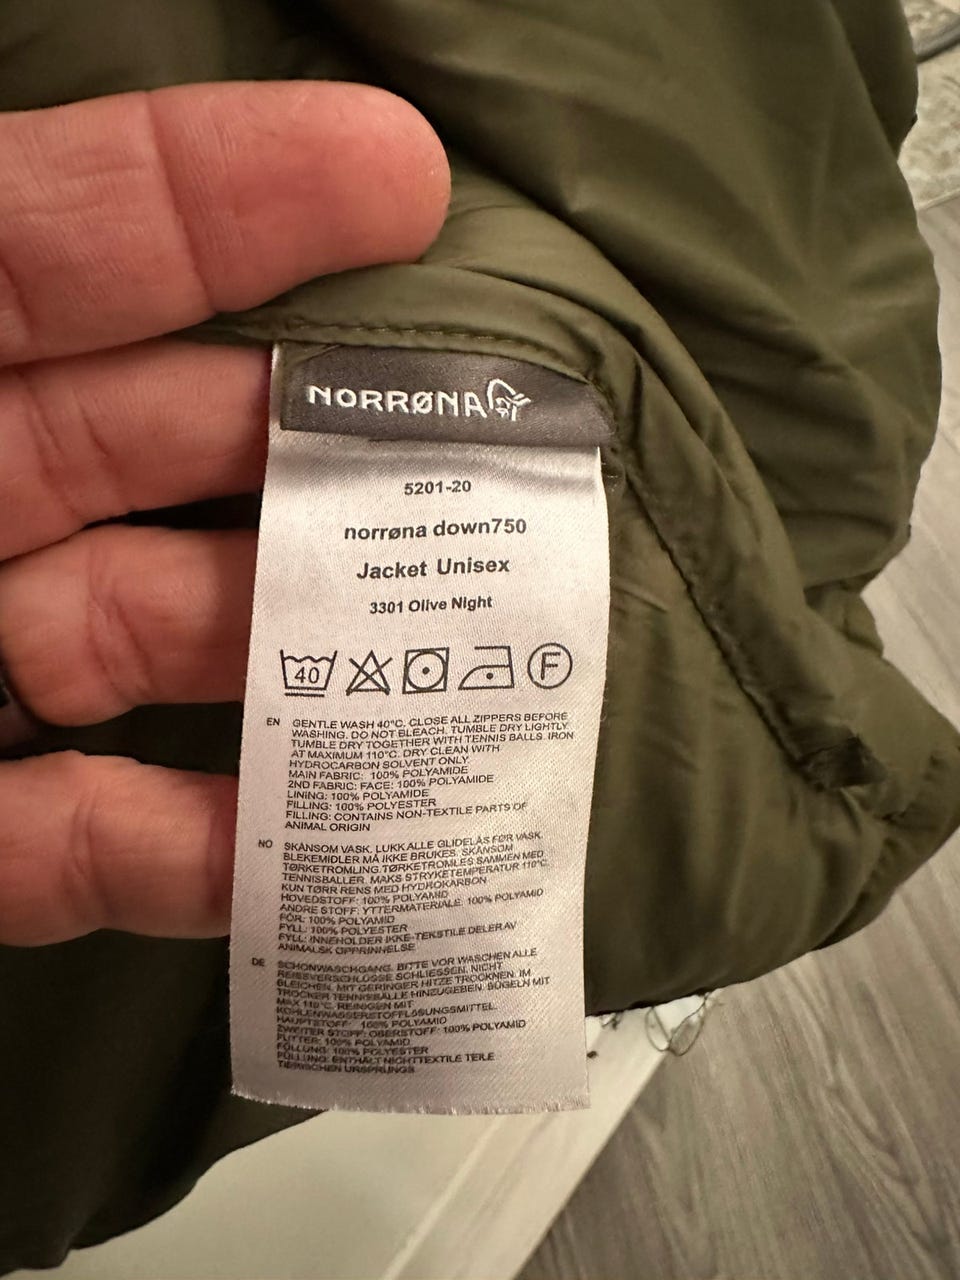 NORRØNA
5201-20
norrøna down750
Jacket Unisex
3301 Olive Night
40
F
EN GENTLE WASH 40°C. CLOSE ALL ZIPPERS BEFORE
WASHING. DO NOT BLEACH. TUMBLE DRY LIGHTLY.
TUMBLE DRY TOGETHER WITH TENNIS BALLS. IRON
AT MAXIMUM 110°C. DRY CLEAN WITH
HYDROCARBON SOLVENT ONLY.
MAIN FABRIC: 100% POLYAMIDE
2ND FABRIC: FACE: 100% POLYAMIDE
LINING: 100% POLYAMIDE
FILLING: 100% POLYESTER
FILLING: CONTAINS NON-TEXTILE PARTS OF
ANIMAL ORIGIN
NO SKÅNSOM VASK. LUKK ALLE GLIDELÅS FØR VASK.
BLEKEMIDLER MÅ IKKE BRUKES. SKÅNSOM
TØRKETROMLING. TØRKETROMLES SAMMEN MED
TENNISBALLER. MAKS STRYKETEMPERATUR 110°C.
KUN TØRR RENS MED HYDROKARBON
HOVEDSTOFF: 100% POLYAMID
ANDRE STOFF: YTTERMATERIALE: 100% POLYAMID
FÔR: 100% POLYAMID
FYLL: 100% POLYESTER
FYLL: INNEHOLDER IKKE-TEKSTILE DELER AV
ANIMALSK OPPRINNELSE
DE SCHONWASCHGANG. BITTE VOR WASCHEN ALLE
REISSVERSCHLÜSSE SCHLIESSEN. NICHT
BLEICHEN. MIT GERINGER HITZE TROCKNEN. IM
TROCKER TENNISBÄLLE HINZUGEBEN. BÜGELN MIT
MAX 110°C. REINIGEN MIT
KOHLENWASSERSTOFFLÖSUNGSMITTEL.
HAUPTSTOFF: 100% POLYAMID
ZWEITER STOFF: OBERSTOFF: 100% POLYAMID
FUTTER: 100% POLYAMID
FÜLLUNG: 100% POLYESTER
FÜLLUNG: ENTHÄLT NICHTTEXTILE TEILE
TIERISCHEN URSPRUNGS